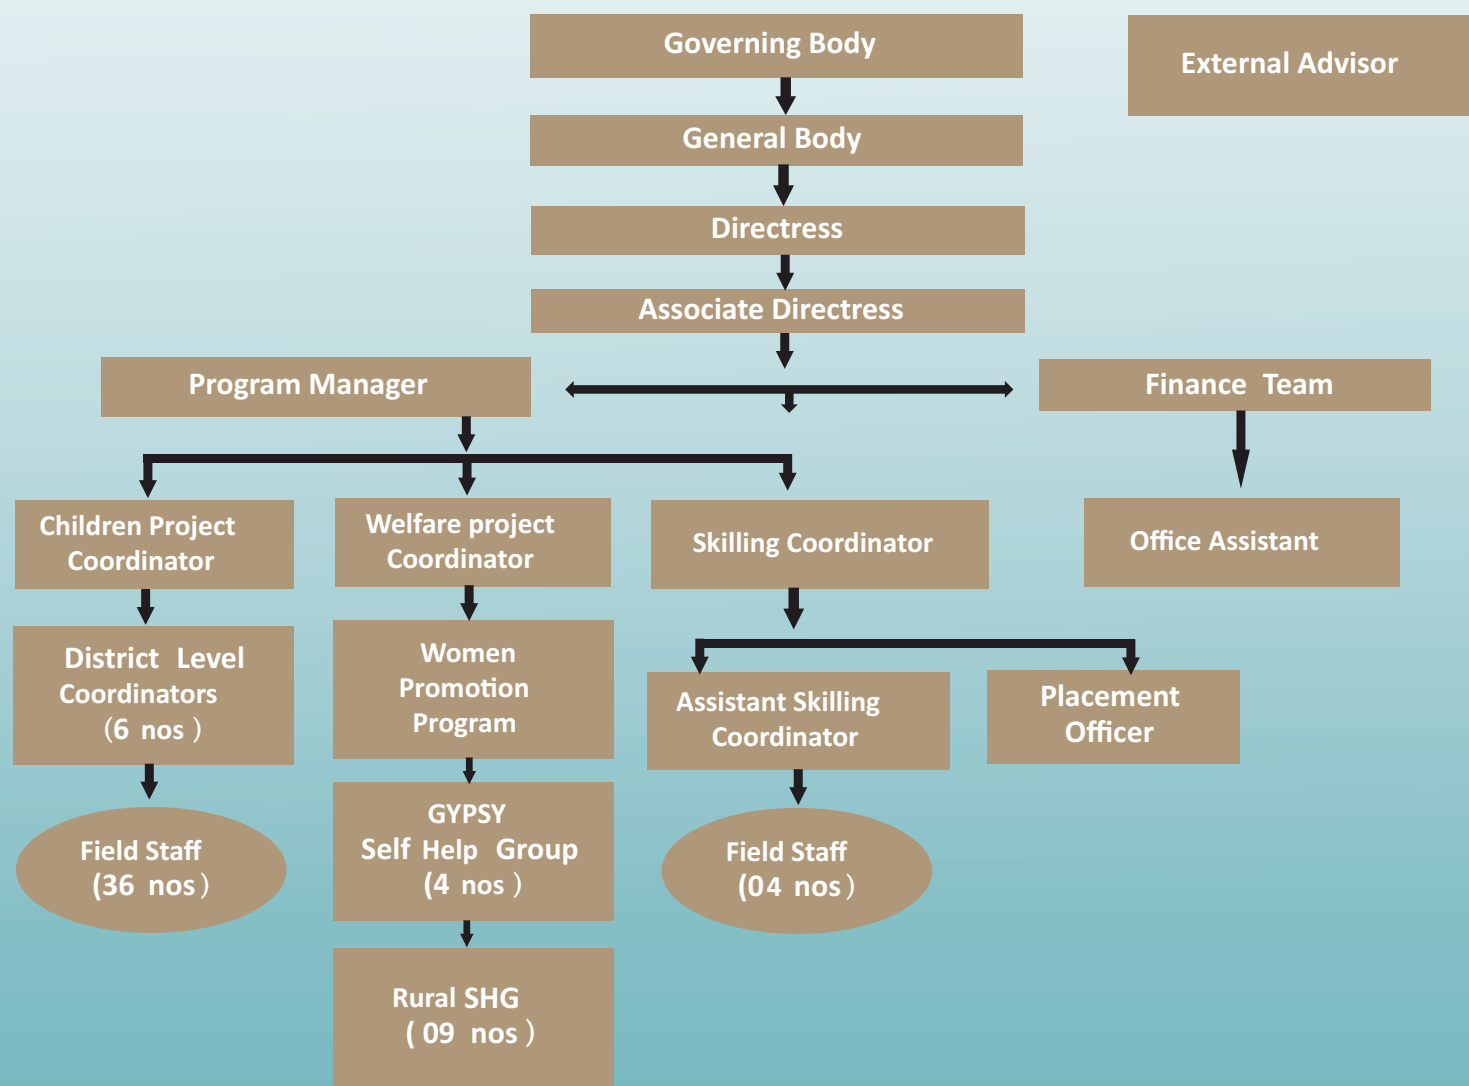 Governing Body
External Advisor
General Body
Directress
Associate Directress
Program Manager
Finance Team
Children Project
Coordinator
Welfare project
Coordinator
Skilling Coordinator
Office Assistant
District Level
Coordinators
(6 nos )
Women
Promotion
Program
Assistant Skilling
Coordinator
Placement
Officer
Field Staff
(36 nos )
GYPSY
Self Help Group
(4 nos )
Field Staff
(04 nos )
Rural SHG
( 09 nos )